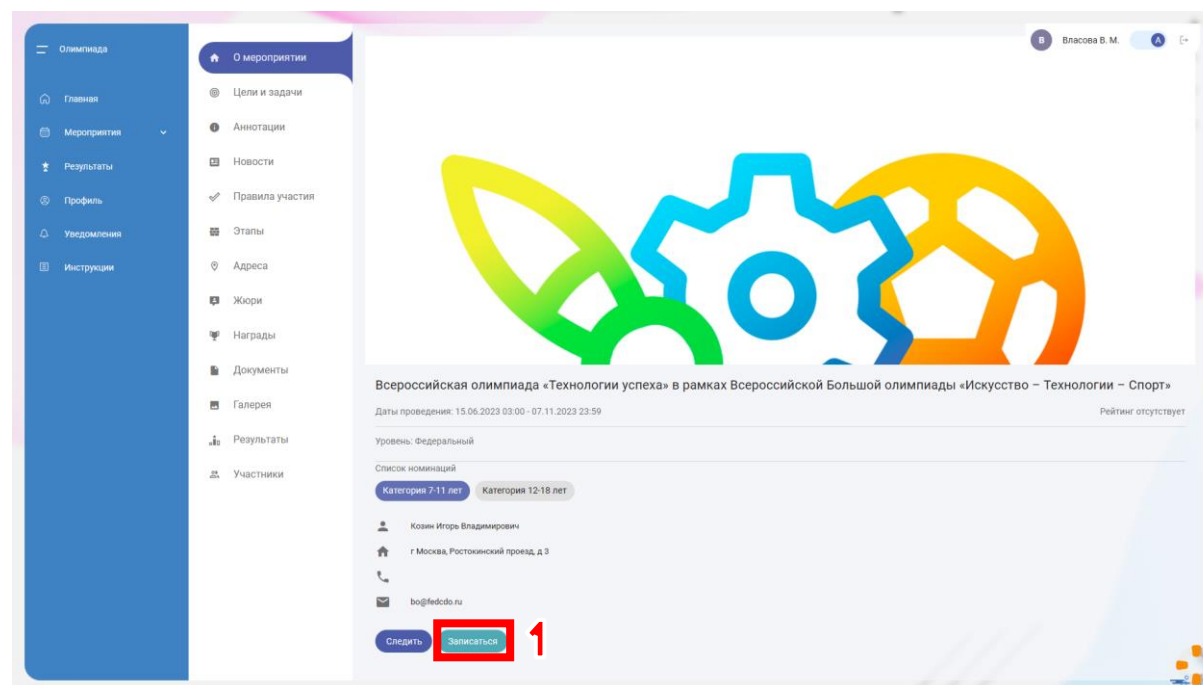 Олимпиада
Главная
Мероприятия
Результаты
Профиль
Уведомления
Инструкции
О мероприятии
Цели и задачи
Аннотации
Новости
Правила участия
Этапы
Адреса
Жюри
Награды
Документы
Галерея
Результаты
Участники
В Власова В. М. A
Всероссийская олимпиада «Технологии успеха» в рамках Всероссийской Большой олимпиады «Искусство – Технологии – Спорт»
Даты проведения: 15.06.2023 03:00 - 07.11.2023 23:59 Рейтинг отсутствует
Уровень: Федеральный
Список номинаций
Категория 7-11 лет Категория 12-18 лет
Козин Игорь Владимирович
г Москва, Ростокинский проезд, д 3
bo@fedcdo.ru
Следить Записаться 1